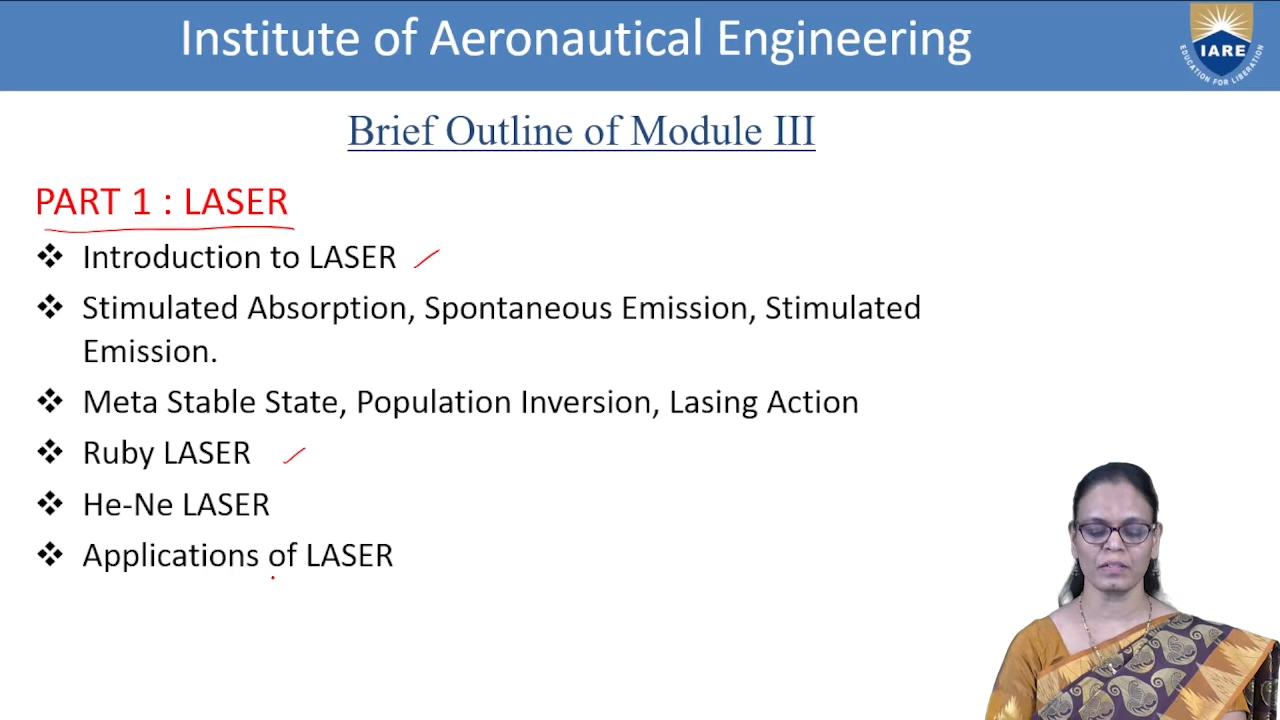 Institute of Aeronautical Engineering
IARE
EDUCATION FOR LIBERATION
Brief Outline of Module III
PART 1 : LASER
❖ Introduction to LASER
❖ Stimulated Absorption, Spontaneous Emission, Stimulated
Emission.
❖ Meta Stable State, Population Inversion, Lasing Action
❖ Ruby LASER
❖ He-Ne LASER
❖ Applications of LASER